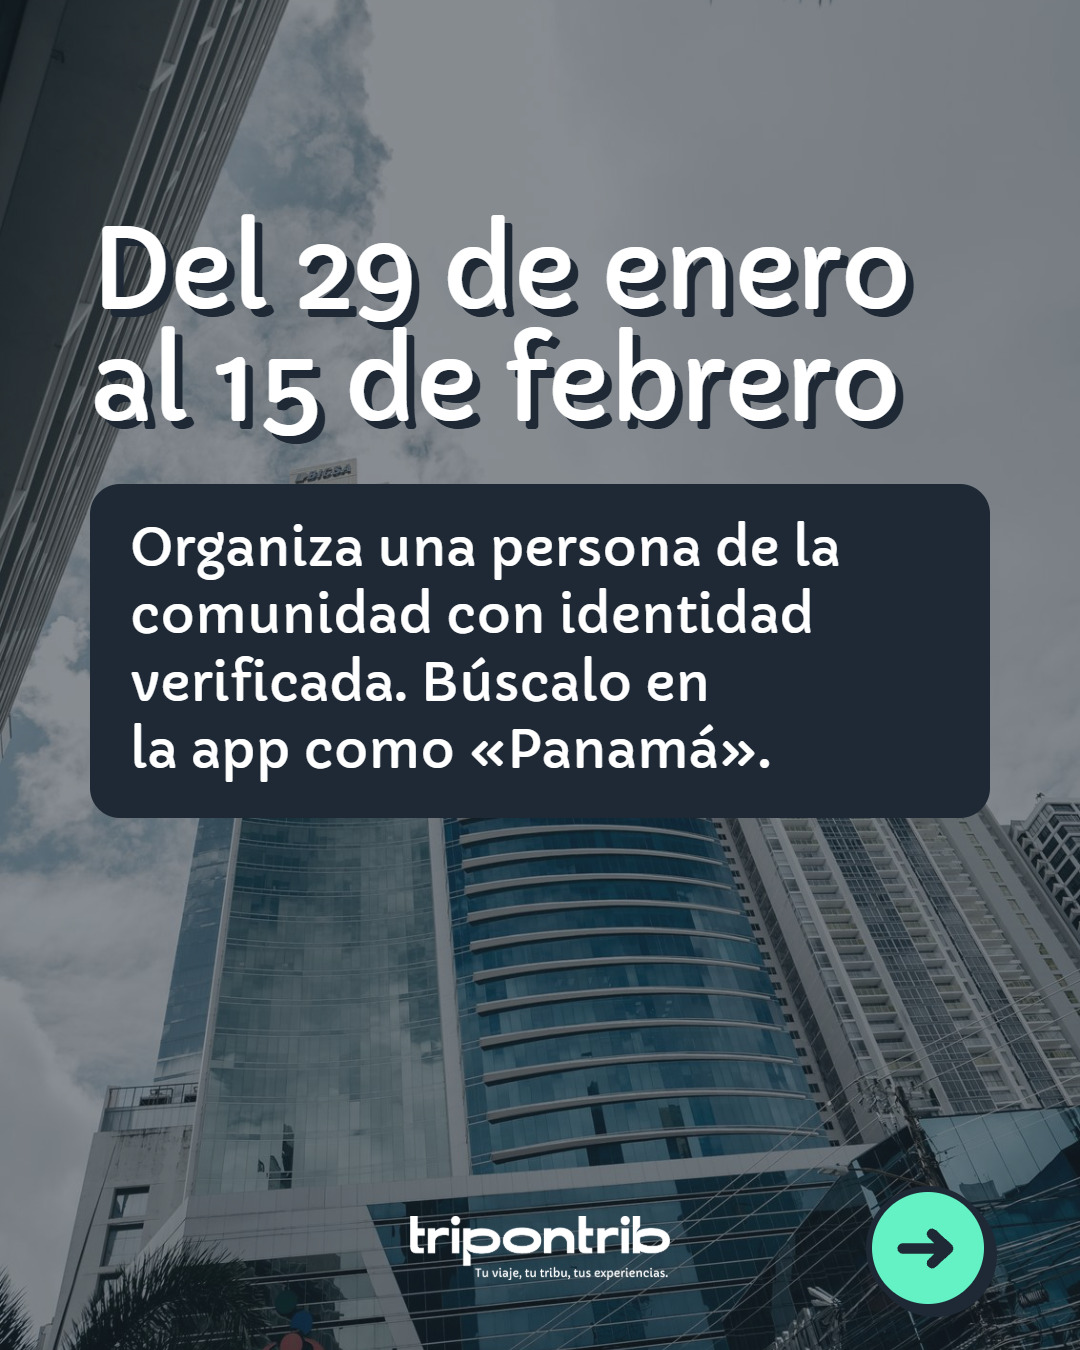 Del 29 de enero
al 15 de febrero
BICSA
Organiza una persona de la
comunidad con identidad
verificada. Búscalo en
la app como «Panamá».
tripontrib
Tu viaje, tu tribu, tus experiencias.